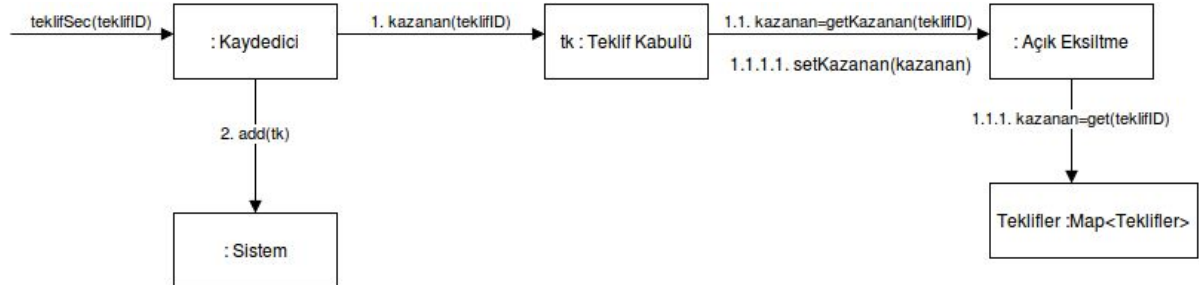 teklifSec(teklifID)
: Kaydedici
1. kazanan(teklifID)
tk : Teklif Kabulü
1.1. kazanan=getKazanan(teklifID)
1.1.1.1. setKazanan(kazanan)
: Açık Eksiltme
2. add(tk)
1.1.1. kazanan=get(teklifID)
: Sistem
Teklifler :Map<Teklifler>